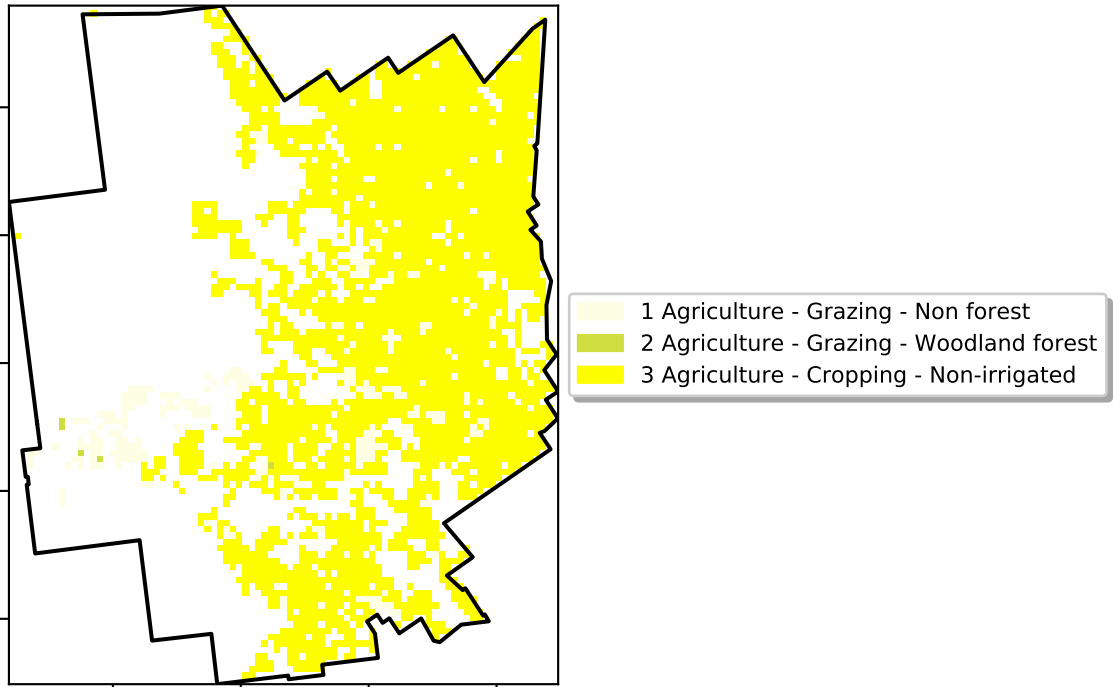 1 Agriculture - Grazing - Non forest
2 Agriculture - Grazing - Woodland forest
3 Agriculture - Cropping - Non-irrigated